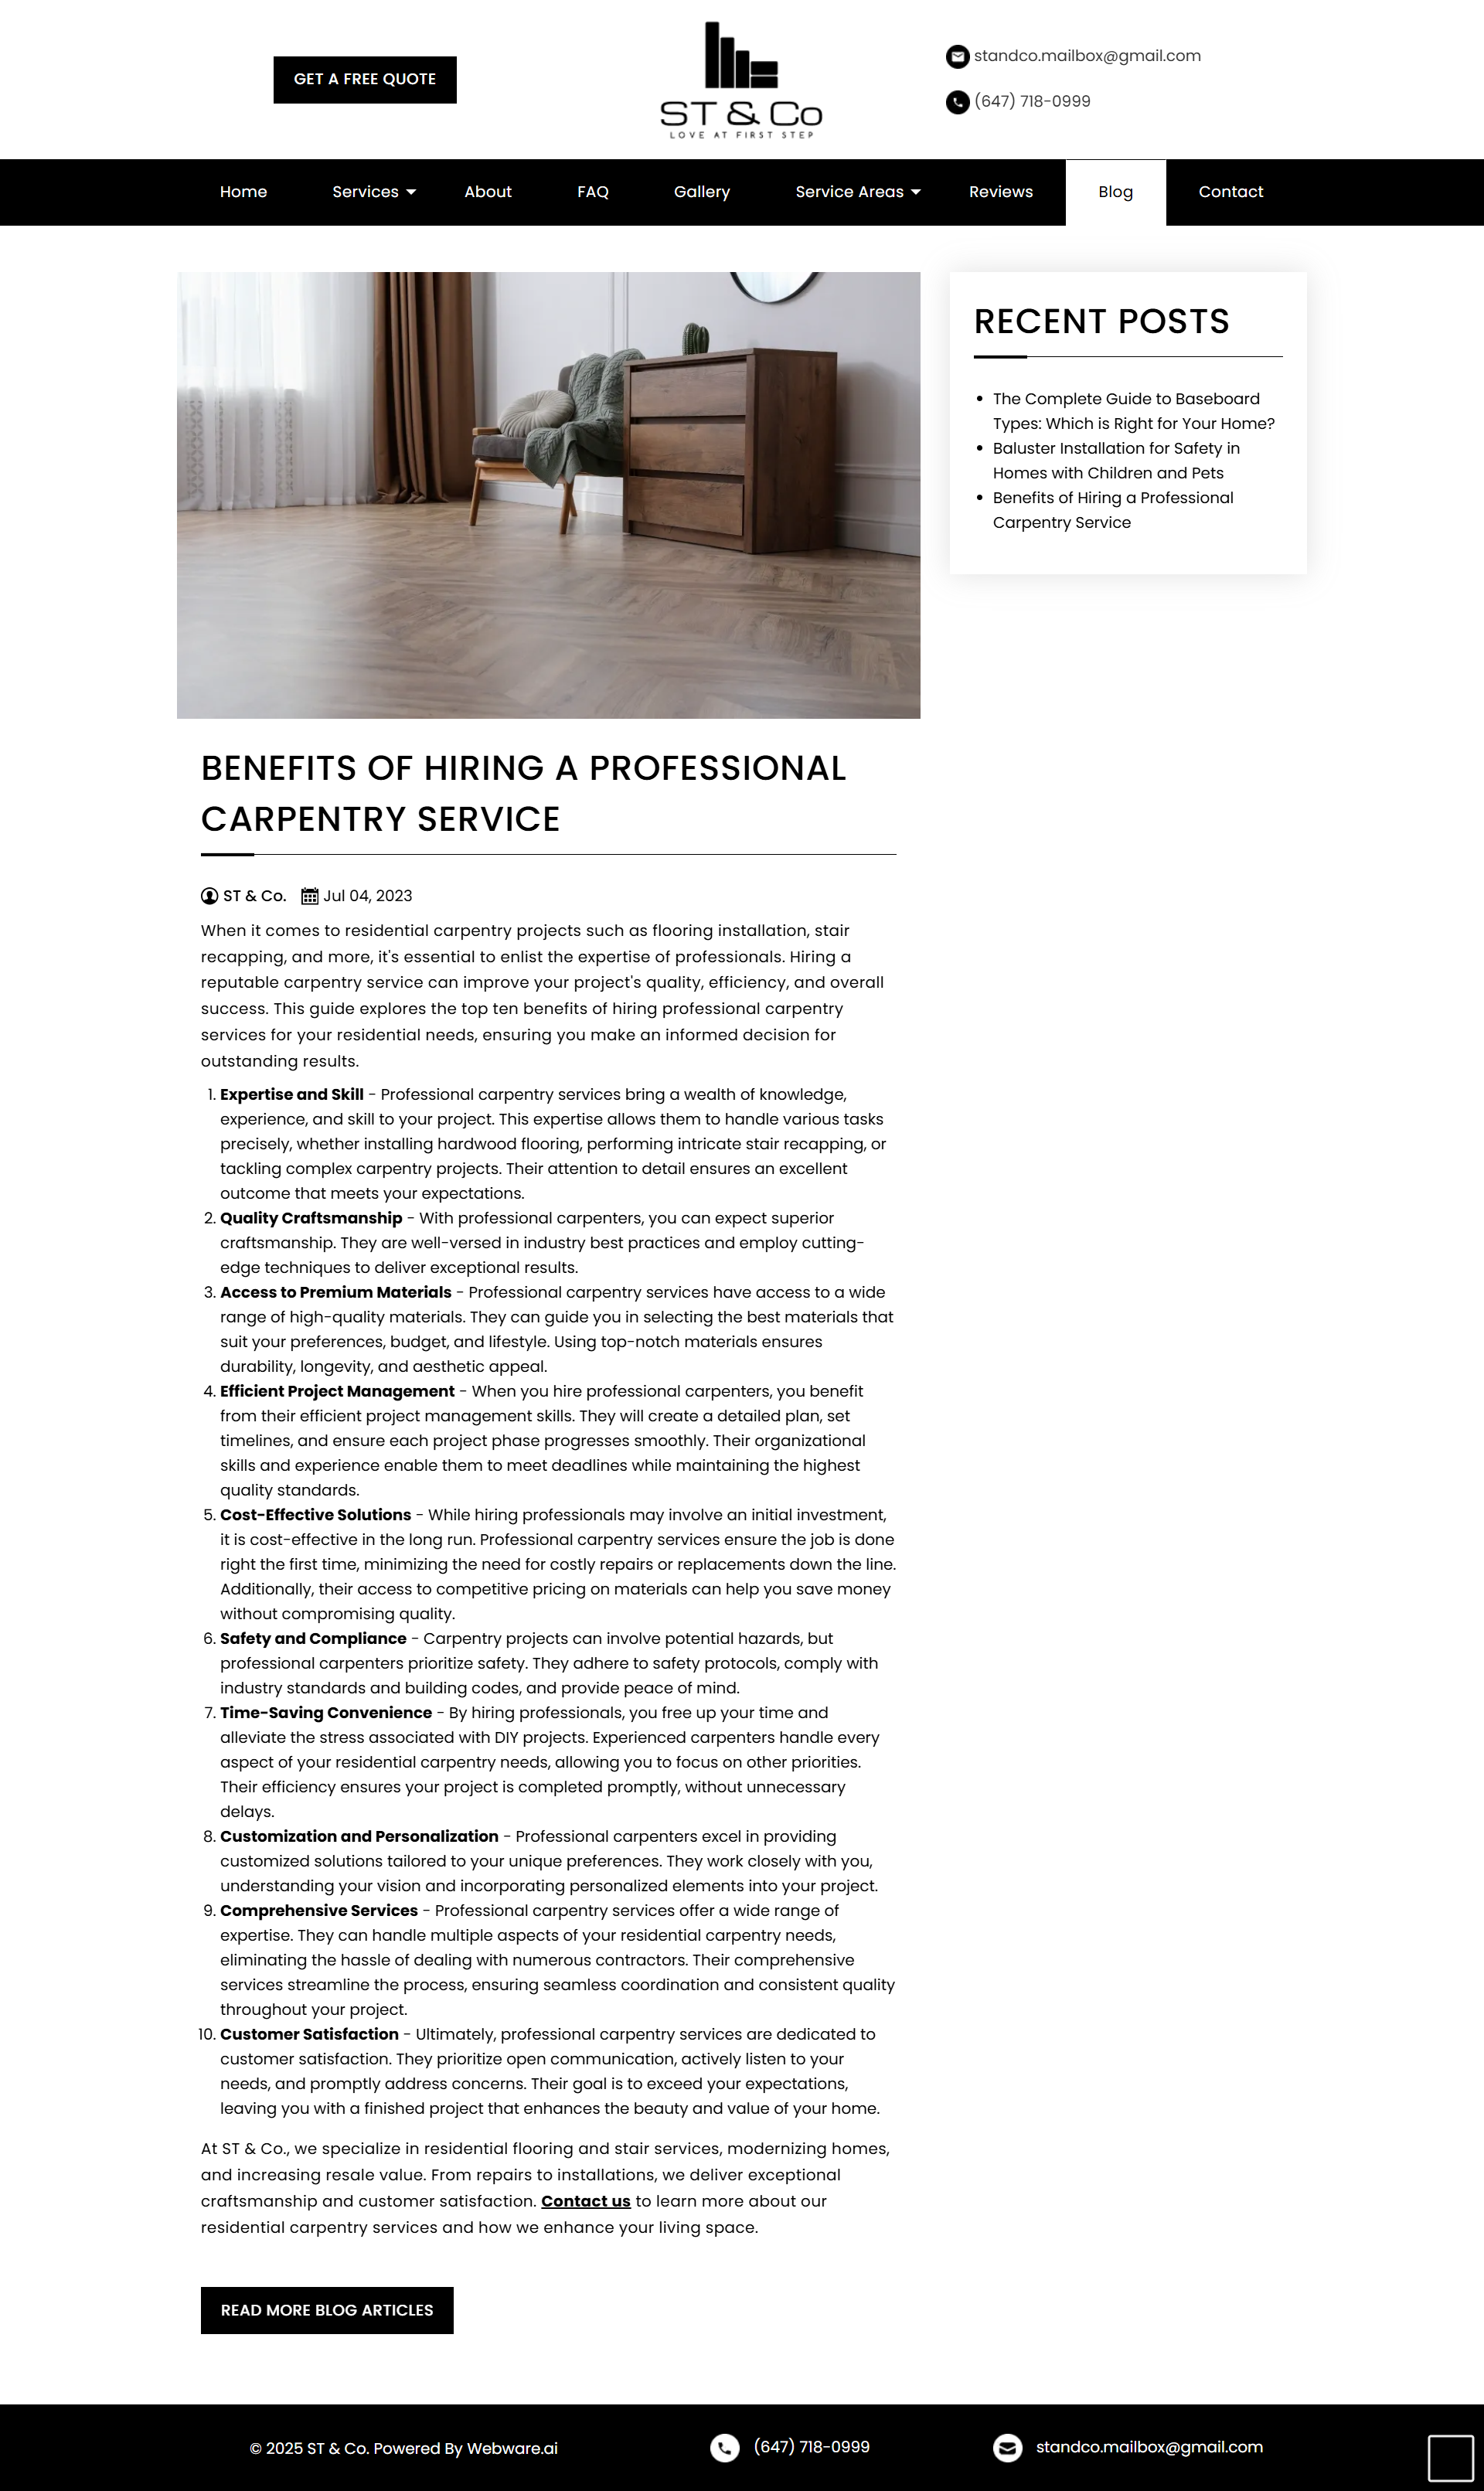 GET A FREE QUOTE
ST & Co
LOVE AT FIRST STEP
standco.mailbox@gmail.com
(647) 718-0999
Home
Services
About
FAQ
Gallery
Service Areas
Reviews
Blog
Contact
RECENT POSTS
• The Complete Guide to Baseboard
Types: Which is Right for Your Home?
• Baluster Installation for Safety in
Homes with Children and Pets
• Benefits of Hiring a Professional
Carpentry Service
BENEFITS OF HIRING A PROFESSIONAL
CARPENTRY SERVICE
ST & Co. Jul 04, 2023
When it comes to residential carpentry projects such as flooring installation, stair
recapping, and more, it's essential to enlist the expertise of professionals. Hiring a
reputable carpentry service can improve your project's quality, efficiency, and overall
success. This guide explores the top ten benefits of hiring professional carpentry
services for your residential needs, ensuring you make an informed decision for
outstanding results.
1. Expertise and Skill - Professional carpentry services bring a wealth of knowledge,
experience, and skill to your project. This expertise allows them to handle various tasks
precisely, whether installing hardwood flooring, performing intricate stair recapping, or
tackling complex carpentry projects. Their attention to detail ensures an excellent
outcome that meets your expectations.
2. Quality Craftsmanship - With professional carpenters, you can expect superior
craftsmanship. They are well-versed in industry best practices and employ cutting-
edge techniques to deliver exceptional results.
3. Access to Premium Materials - Professional carpentry services have access to a wide
range of high-quality materials. They can guide you in selecting the best materials that
suit your preferences, budget, and lifestyle. Using top-notch materials ensures
durability, longevity, and aesthetic appeal.
4. Efficient Project Management - When you hire professional carpenters, you benefit
from their efficient project management skills. They will create a detailed plan, set
timelines, and ensure each project phase progresses smoothly. Their organizational
skills and experience enable them to meet deadlines while maintaining the highest
quality standards.
5. Cost-Effective Solutions - While hiring professionals may involve an initial investment,
it is cost-effective in the long run. Professional carpentry services ensure the job is done
right the first time, minimizing the need for costly repairs or replacements down the line.
Additionally, their access to competitive pricing on materials can help you save money
without compromising quality.
6. Safety and Compliance - Carpentry projects can involve potential hazards, but
professional carpenters prioritize safety. They adhere to safety protocols, comply with
industry standards and building codes, and provide peace of mind.
7. Time-Saving Convenience - By hiring professionals, you free up your time and
alleviate the stress associated with DIY projects. Experienced carpenters handle every
aspect of your residential carpentry needs, allowing you to focus on other priorities.
Their efficiency ensures your project is completed promptly, without unnecessary
delays.
8. Customization and Personalization - Professional carpenters excel in providing
customized solutions tailored to your unique preferences. They work closely with you,
understanding your vision and incorporating personalized elements into your project.
9. Comprehensive Services - Professional carpentry services offer a wide range of
expertise. They can handle multiple aspects of your residential carpentry needs,
eliminating the hassle of dealing with numerous contractors. Their comprehensive
services streamline the process, ensuring seamless coordination and consistent quality
throughout your project.
10. Customer Satisfaction - Ultimately, professional carpentry services are dedicated to
customer satisfaction. They prioritize open communication, actively listen to your
needs, and promptly address concerns. Their goal is to exceed your expectations,
leaving you with a finished project that enhances the beauty and value of your home.
At ST & Co., we specialize in residential flooring and stair services, modernizing homes,
and increasing resale value. From repairs to installations, we deliver exceptional
craftsmanship and customer satisfaction. Contact us to learn more about our
residential carpentry services and how we enhance your living space.
READ MORE BLOG ARTICLES
© 2025 ST & Co. Powered By Webware.ai
(647) 718-0999
standco.mailbox@gmail.com